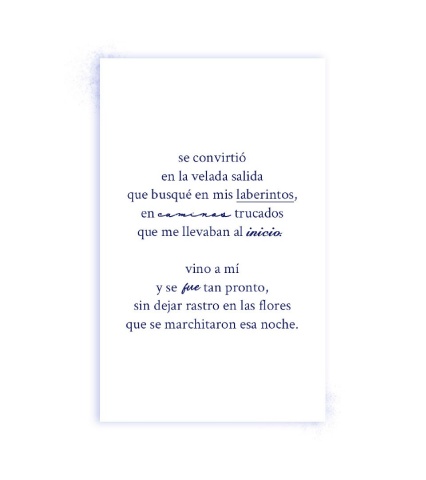 se convirtió
en la velada salida
que busqué en mis laberintos,
en caminos trucados
que me llevaban al inicio.
vino a mí
y se fue tan pronto,
sin dejar rastro en las flores
que se marchitaron esa noche.